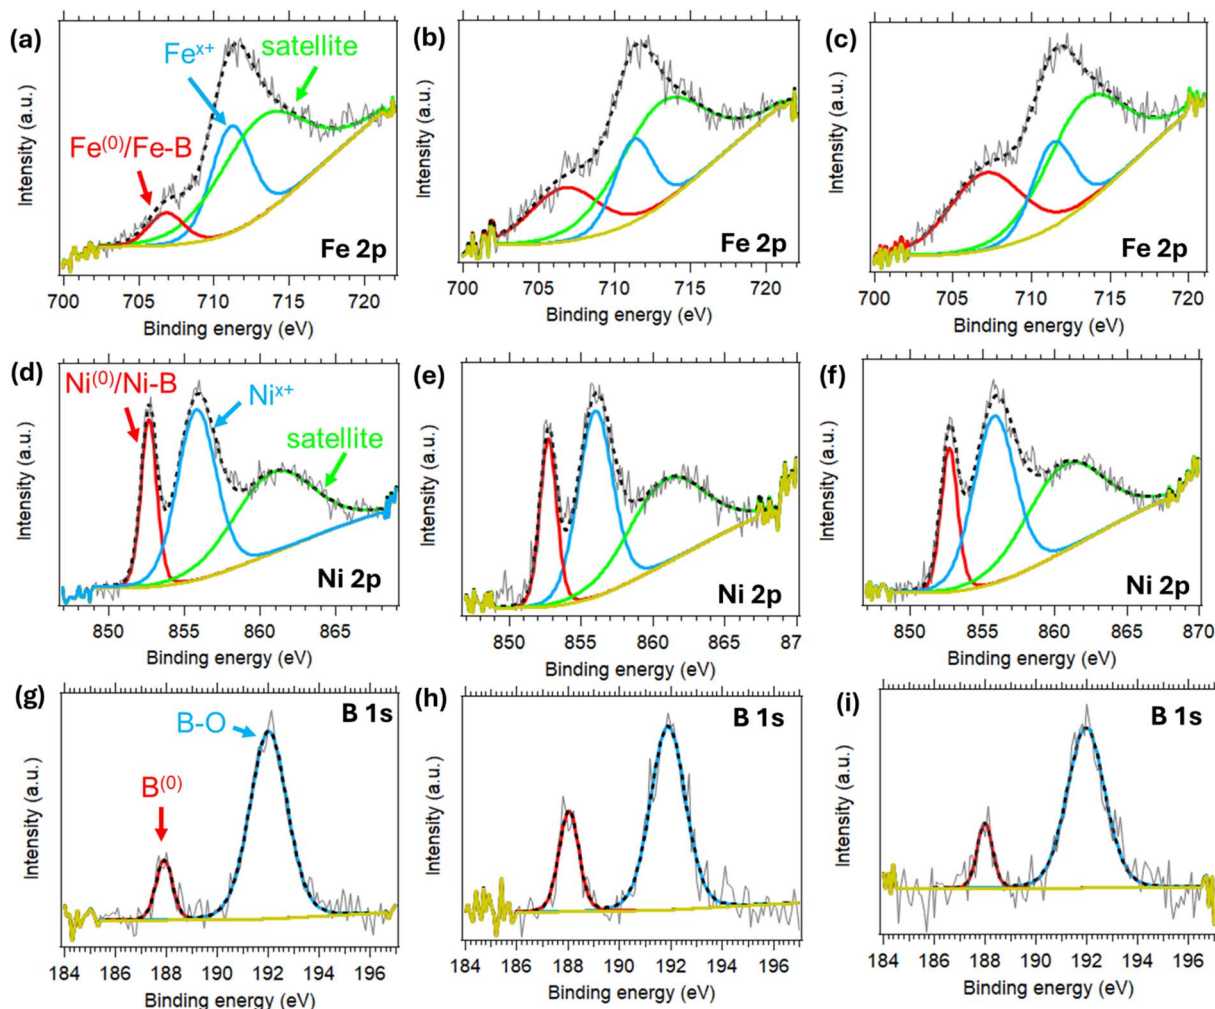 (a)
Fe^x+
satellite
Fe^(0)/Fe-B
Fe 2p
Intensity (a.u.)
700 705 710 715 720
Binding energy (eV)
(b)
Fe 2p
Intensity (a.u.)
700 705 710 715 720
Binding energy (eV)
(c)
Fe 2p
Intensity (a.u.)
700 705 710 715 720
Binding energy (eV)
(d)
Ni^(0)/Ni-B
Ni^x+
satellite
Ni 2p
Intensity (a.u.)
850 855 860 865
Binding energy (eV)
(e)
Ni 2p
Intensity (a.u.)
850 855 860 865 870
Binding energy (eV)
(f)
Ni 2p
Intensity (a.u.)
850 855 860 865 870
Binding energy (eV)
(g)
B 1s
B-O
B^(0)
Intensity (a.u.)
184 186 188 190 192 194 196
Binding energy (eV)
(h)
B 1s
Intensity (a.u.)
184 186 188 190 192 194 196
Binding energy (eV)
(i)
B 1s
Intensity (a.u.)
184 186 188 190 192 194 196
Binding energy (eV)